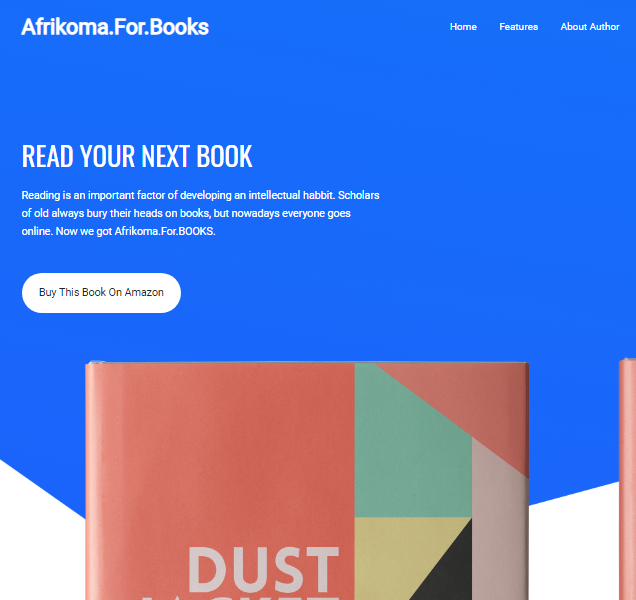 Afrikoma.For.Books
Home Features About Author
READ YOUR NEXT BOOK
Reading is an important factor of developing an intellectual habbit. Scholars
of old always bury their heads on books, but nowadays everyone goes
online. Now we got Afrikoma.For.BOOKS.
Buy This Book On Amazon
DUST
JACKET